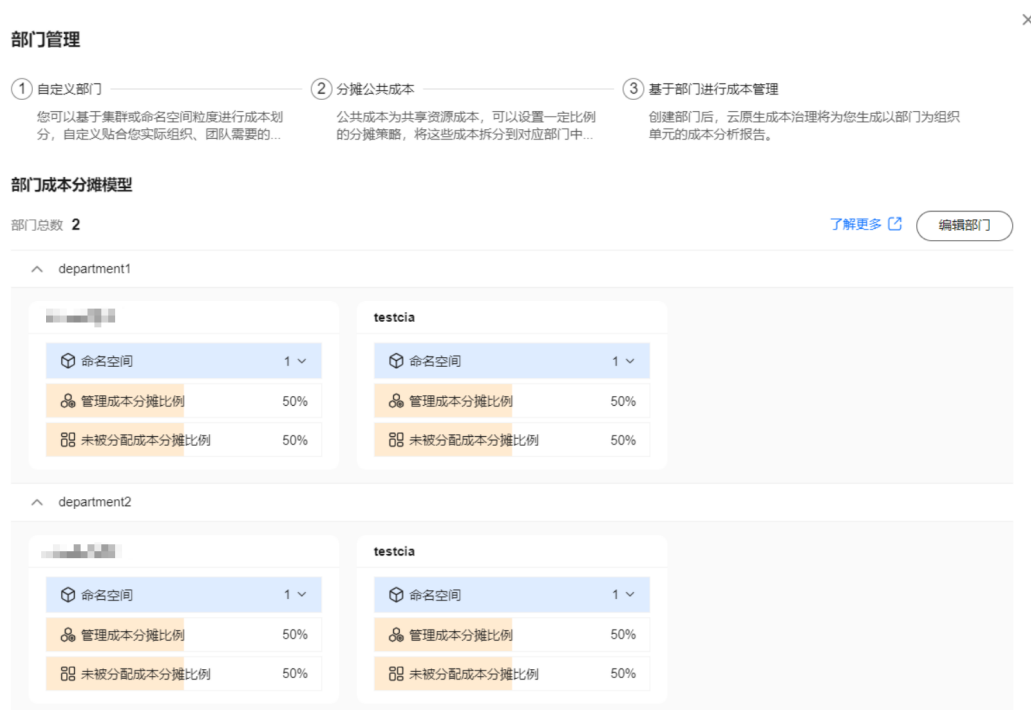 部门管理
1 自定义部门
您可以基于集群或命名空间粒度进行成本划
分，自定义贴合您实际组织、团队需要的...
2 分摊公共成本
公共成本为共享资源成本，可以设置一定比例
的分摊策略，将这些成本拆分到对应部门中...
3 基于部门进行成本管理
创建部门后，云原生成本治理将为您生成以部门为组织
单元的成本分析报告。
部门成本分摊模型
部门总数 2
了解更多
编辑部门
department1
命名空间 1
管理成本分摊比例 50%
未被分配成本分摊比例 50%
testcia
命名空间 1
管理成本分摊比例 50%
未被分配成本分摊比例 50%
department2
命名空间 1
管理成本分摊比例 50%
未被分配成本分摊比例 50%
testcia
命名空间 1
管理成本分摊比例 50%
未被分配成本分摊比例 50%